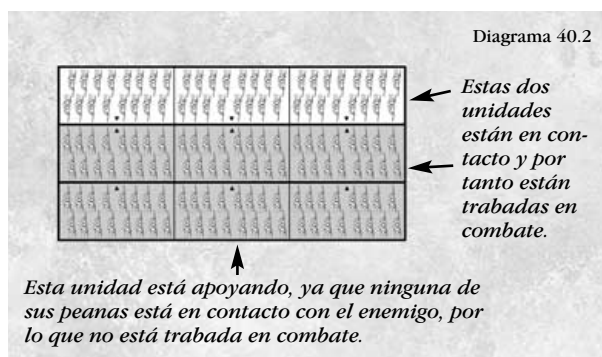 Diagrama 40.2
Estas dos
unidades
están en con-
tacto y por
tanto están
trabadas en
combate.
Esta unidad está apoyando, ya que ninguna de
sus peanas está en contacto con el enemigo, por
lo que no está trabada en combate.